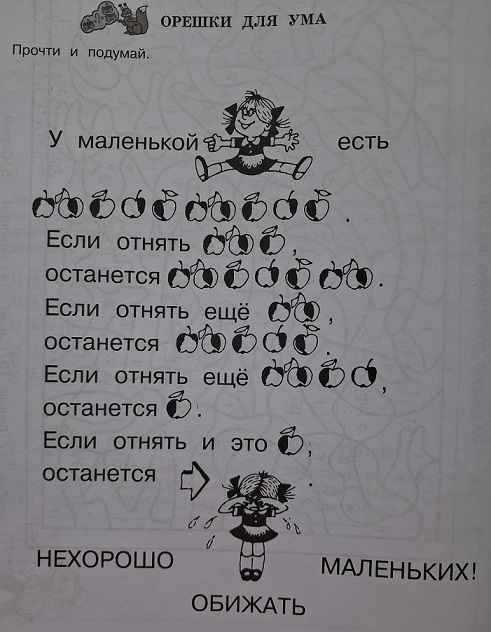 ОРЕШКИ ДЛЯ УМА
Прочти и подумай.
У маленькой есть
.
Если отнять ,
останется .
Если отнять ещё ,
останется .
Если отнять ещё ,
останется .
Если отнять и это ,
останется .
НЕХОРОШО МАЛЕНЬКИХ!
ОБИЖАТЬ